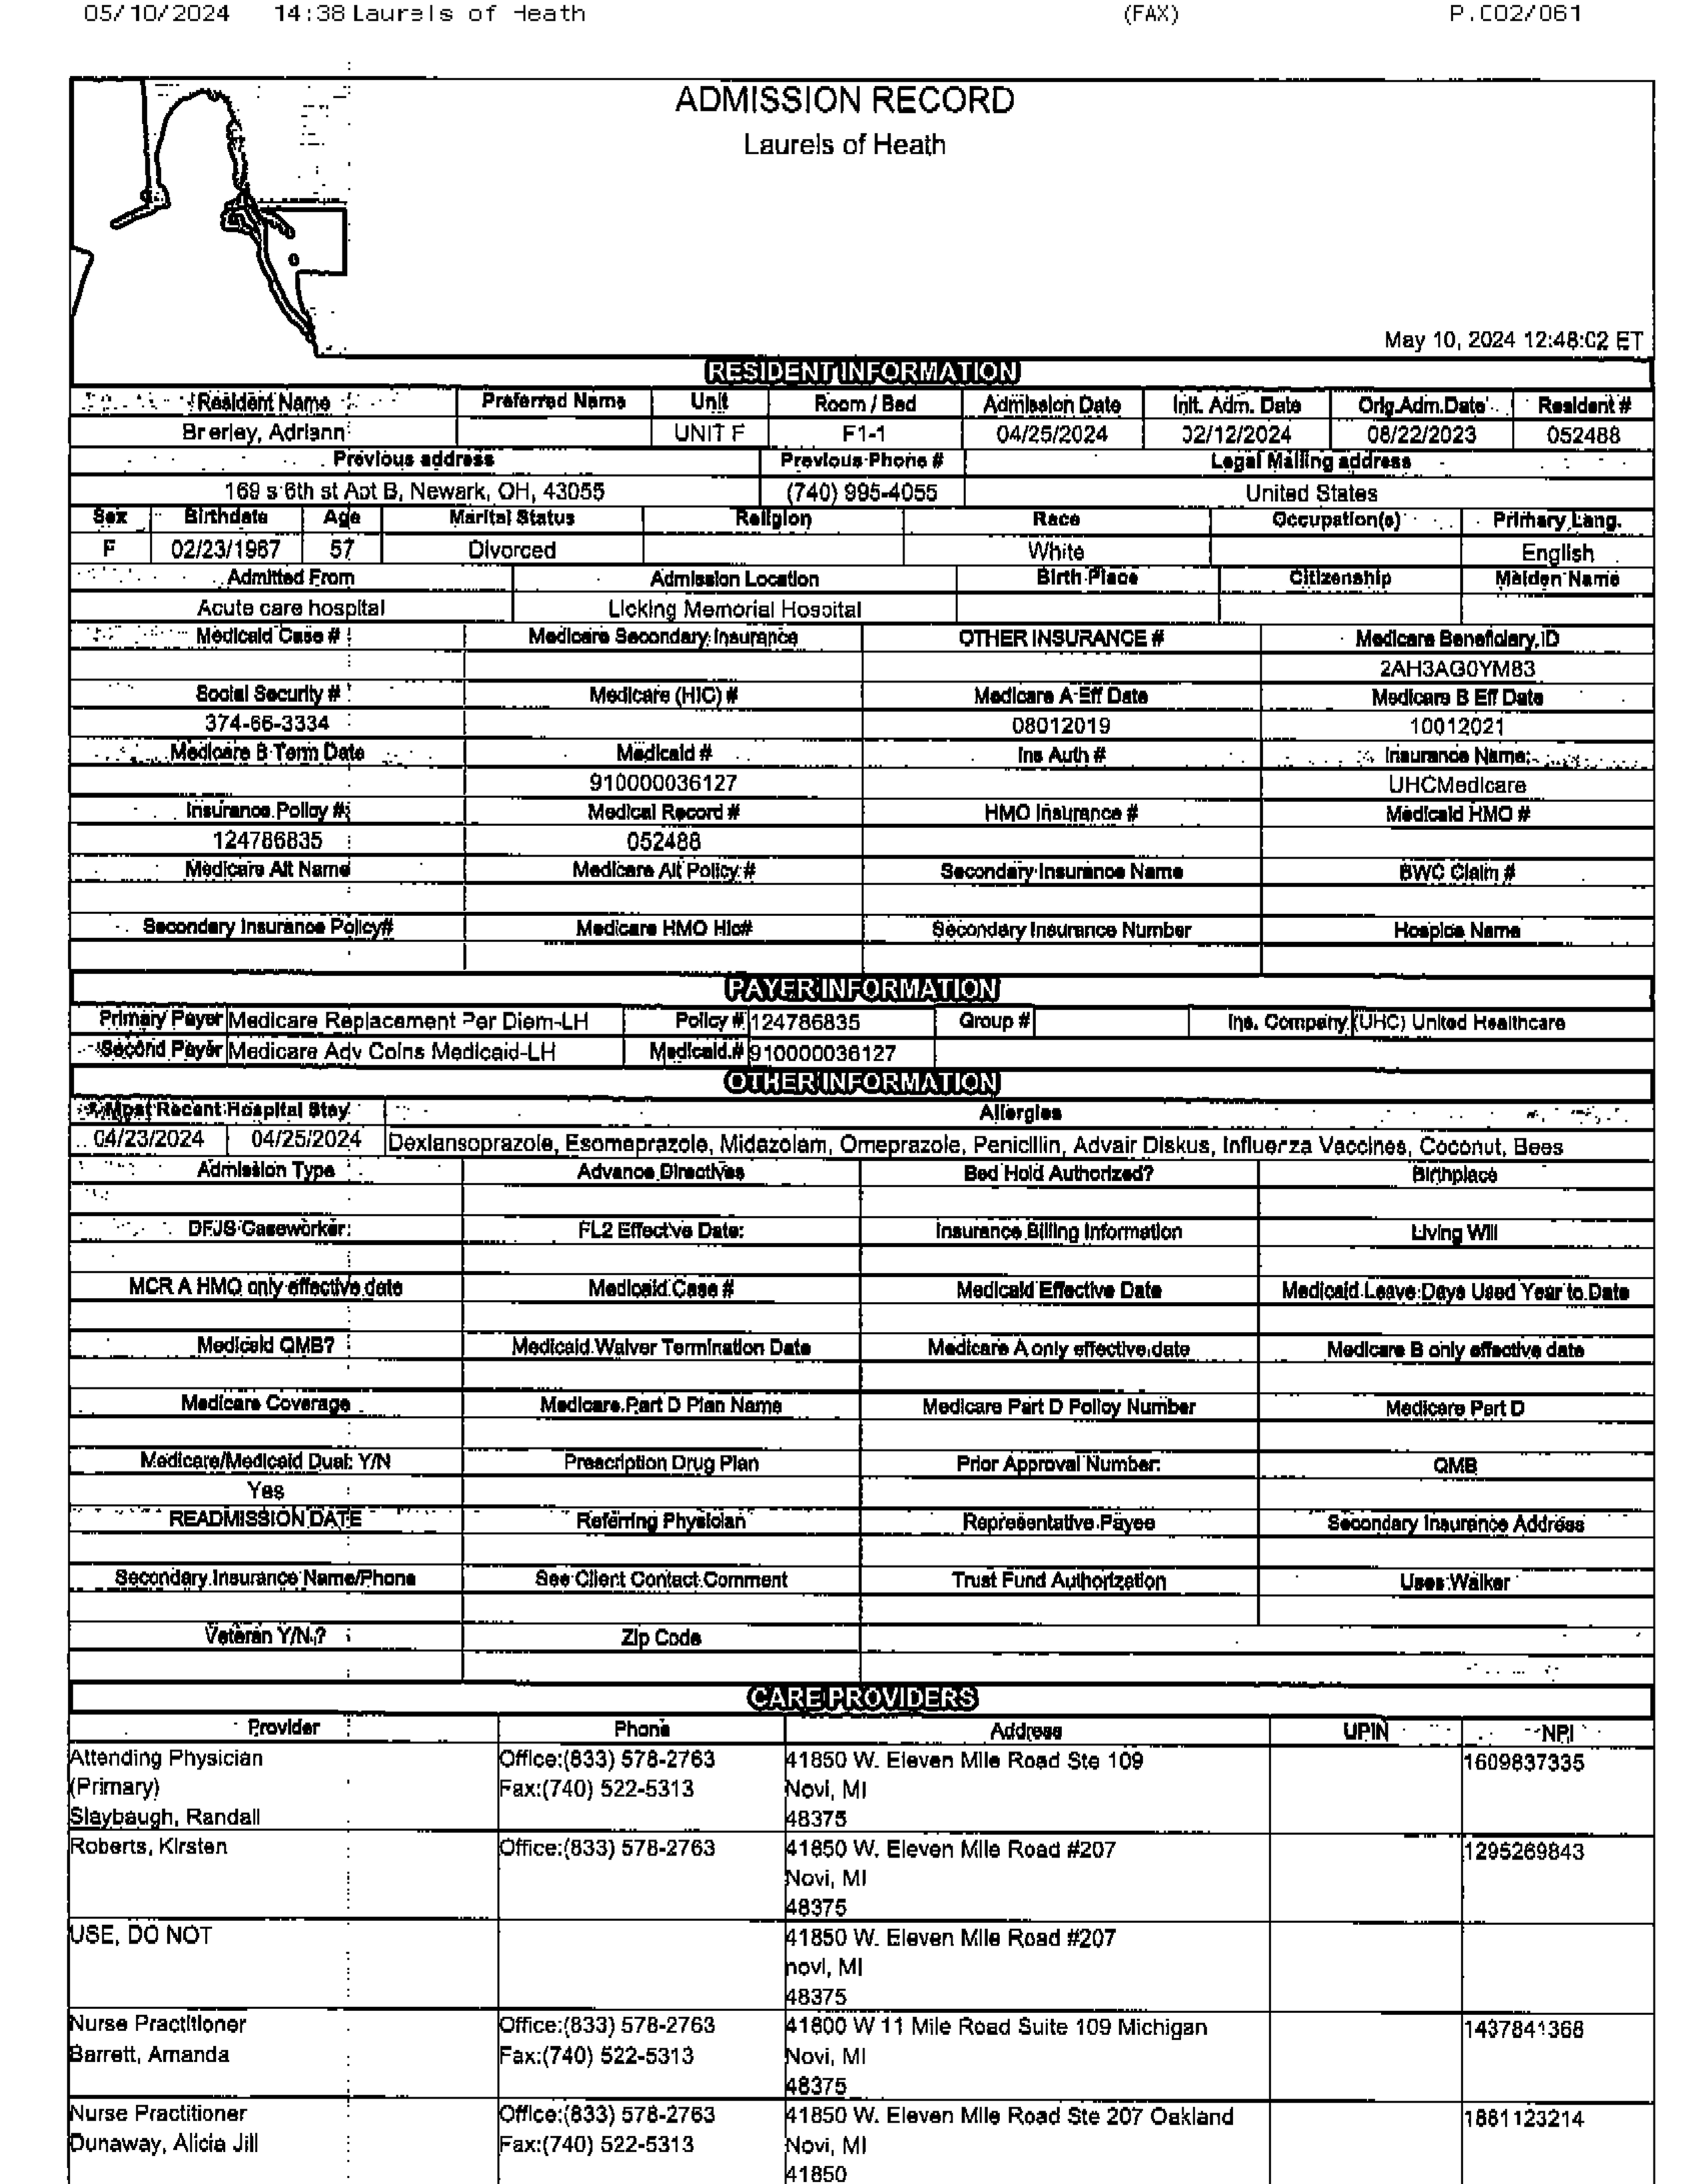 05/10/2024 14:38 Laurels of Heath (FAX) P.C02/061
ADMISSION RECORD
Laurels of Heath
May 10, 2024 12:48:02 ET
RESIDENT INFORMATION
Resident Name Preferred Name Unit Room / Bed Admission Date Init. Adm. Date Orig.Adm.Date Resident #
Brerley, Adriann UNIT F F1-1 04/25/2024 02/12/2024 08/22/2023 052488
Previous address Previous Phone # Legal Mailing address
169 s 6th st Apt B, Newark, OH, 43055 (740) 995-4055 United States
Sex Birthdate Age Marital Status Religion Race Occupation(s) Primary Lang.
F 02/23/1967 57 Divorced White English
Admitted From Admission Location Birth Place Citizenship Maiden Name
Acute care hospital Licking Memorial Hospital
Medicaid Case # Medicare Secondary Insurance OTHER INSURANCE # Medicare Beneficiary ID
2AH3AG0YM83
Social Security # Medicare (HIC) # Medicare A Eff Date Medicare B Eff Date
374-66-3334 08012019 10012021
Medicare B Term Date Medicaid # Ins Auth # Insurance Name:
910000036127 UHCMedicare
Insurance Policy #: Medical Record # HMO Insurance # Medicaid HMO #
124786835 052488
Medicare Alt Name Medicare Alt Policy # Secondary Insurance Name BWC Claim #
Secondary Insurance Policy# Medicare HMO Hic# Secondary Insurance Number Hospice Name
PAYER INFORMATION
Primary Payer Medicare Replacement Per Diem-LH Policy # 124786835 Group # Ins. Company (UHC) United Healthcare
Second Payer Medicare Adv Coins Medicaid-LH Medicaid # 910000036127
OTHER INFORMATION
Most Recent Hospital Stay Allergies
04/23/2024 04/25/2024 Dexlansoprazole, Esomeprazole, Midazolam, Omeprazole, Penicillin, Advair Diskus, Influenza Vaccines, Coconut, Bees
Admission Type Advance Directives Bed Hold Authorized? Birthplace
DFJS Caseworker: FL2 Effective Date: Insurance Billing Information Living Will
MCR A HMO only effective date Medicaid Case # Medicaid Effective Date Medicaid Leave Days Used Year to Date
Medicaid QMB? Medicaid Waiver Termination Date Medicare A only effective date Medicare B only effective date
Medicare Coverage Medicare Part D Plan Name Medicare Part D Policy Number Medicare Part D
Medicare/Medicaid Dual: Y/N Prescription Drug Plan Prior Approval Number: QMB
Yes
READMISSION DATE Referring Physician Representative Payee Secondary Insurance Address
Secondary Insurance Name/Phone See Client Contact Comment Trust Fund Authorization Uses Walker
Veteran Y/N? Zip Code
CARE PROVIDERS
Provider Phone Address UPIN NPI
Attending Physician Office:(833) 578-2763 41850 W. Eleven Mile Road Ste 109 1609837335
(Primary) Fax:(740) 522-5313 Novi, MI
Slaybaugh, Randall 48375
Roberts, Kirsten Office:(833) 578-2763 41850 W. Eleven Mile Road #207 1295269843
Novi, MI
48375
USE, DO NOT 41850 W. Eleven Mile Road #207
novi, MI
48375
Nurse Practitioner Office:(833) 578-2763 41800 W 11 Mile Road Suite 109 Michigan 1437841368
Barrett, Amanda Fax:(740) 522-5313 Novi, MI
48375
Nurse Practitioner Office:(833) 578-2763 41850 W. Eleven Mile Road Ste 207 Oakland 1881123214
Dunaway, Alicia Jill Fax:(740) 522-5313 Novi, MI
41850